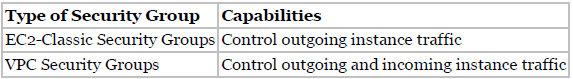 Type of Security Group Capabilities
EC2-Classic Security Groups Control outgoing instance traffic
VPC Security Groups Control outgoing and incoming instance traffic